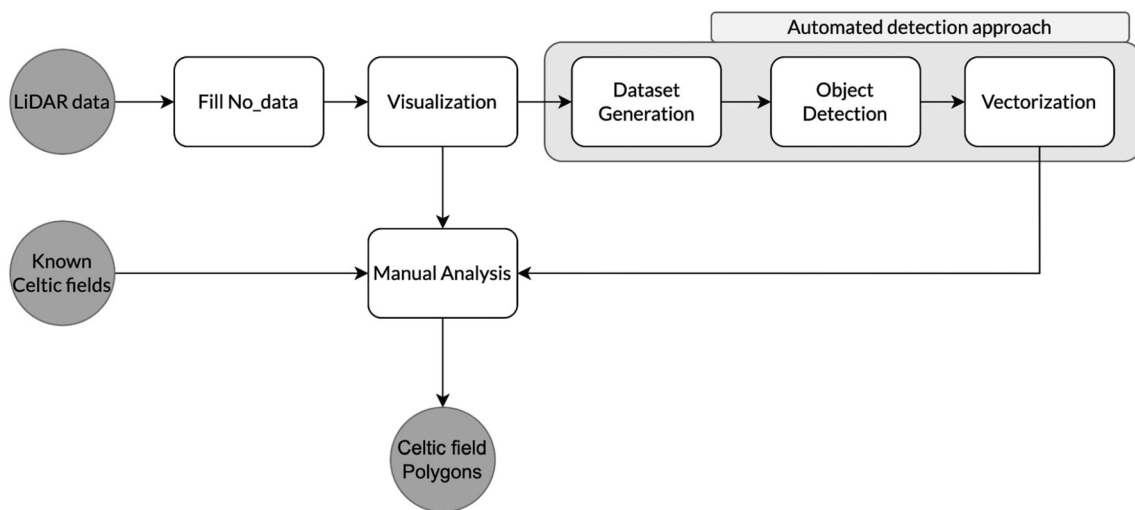 Automated detection approach
LiDAR data
Fill No_data
Visualization
Dataset
Generation
Object
Detection
Vectorization
Known
Celtic fields
Manual Analysis
Celtic field
Polygons